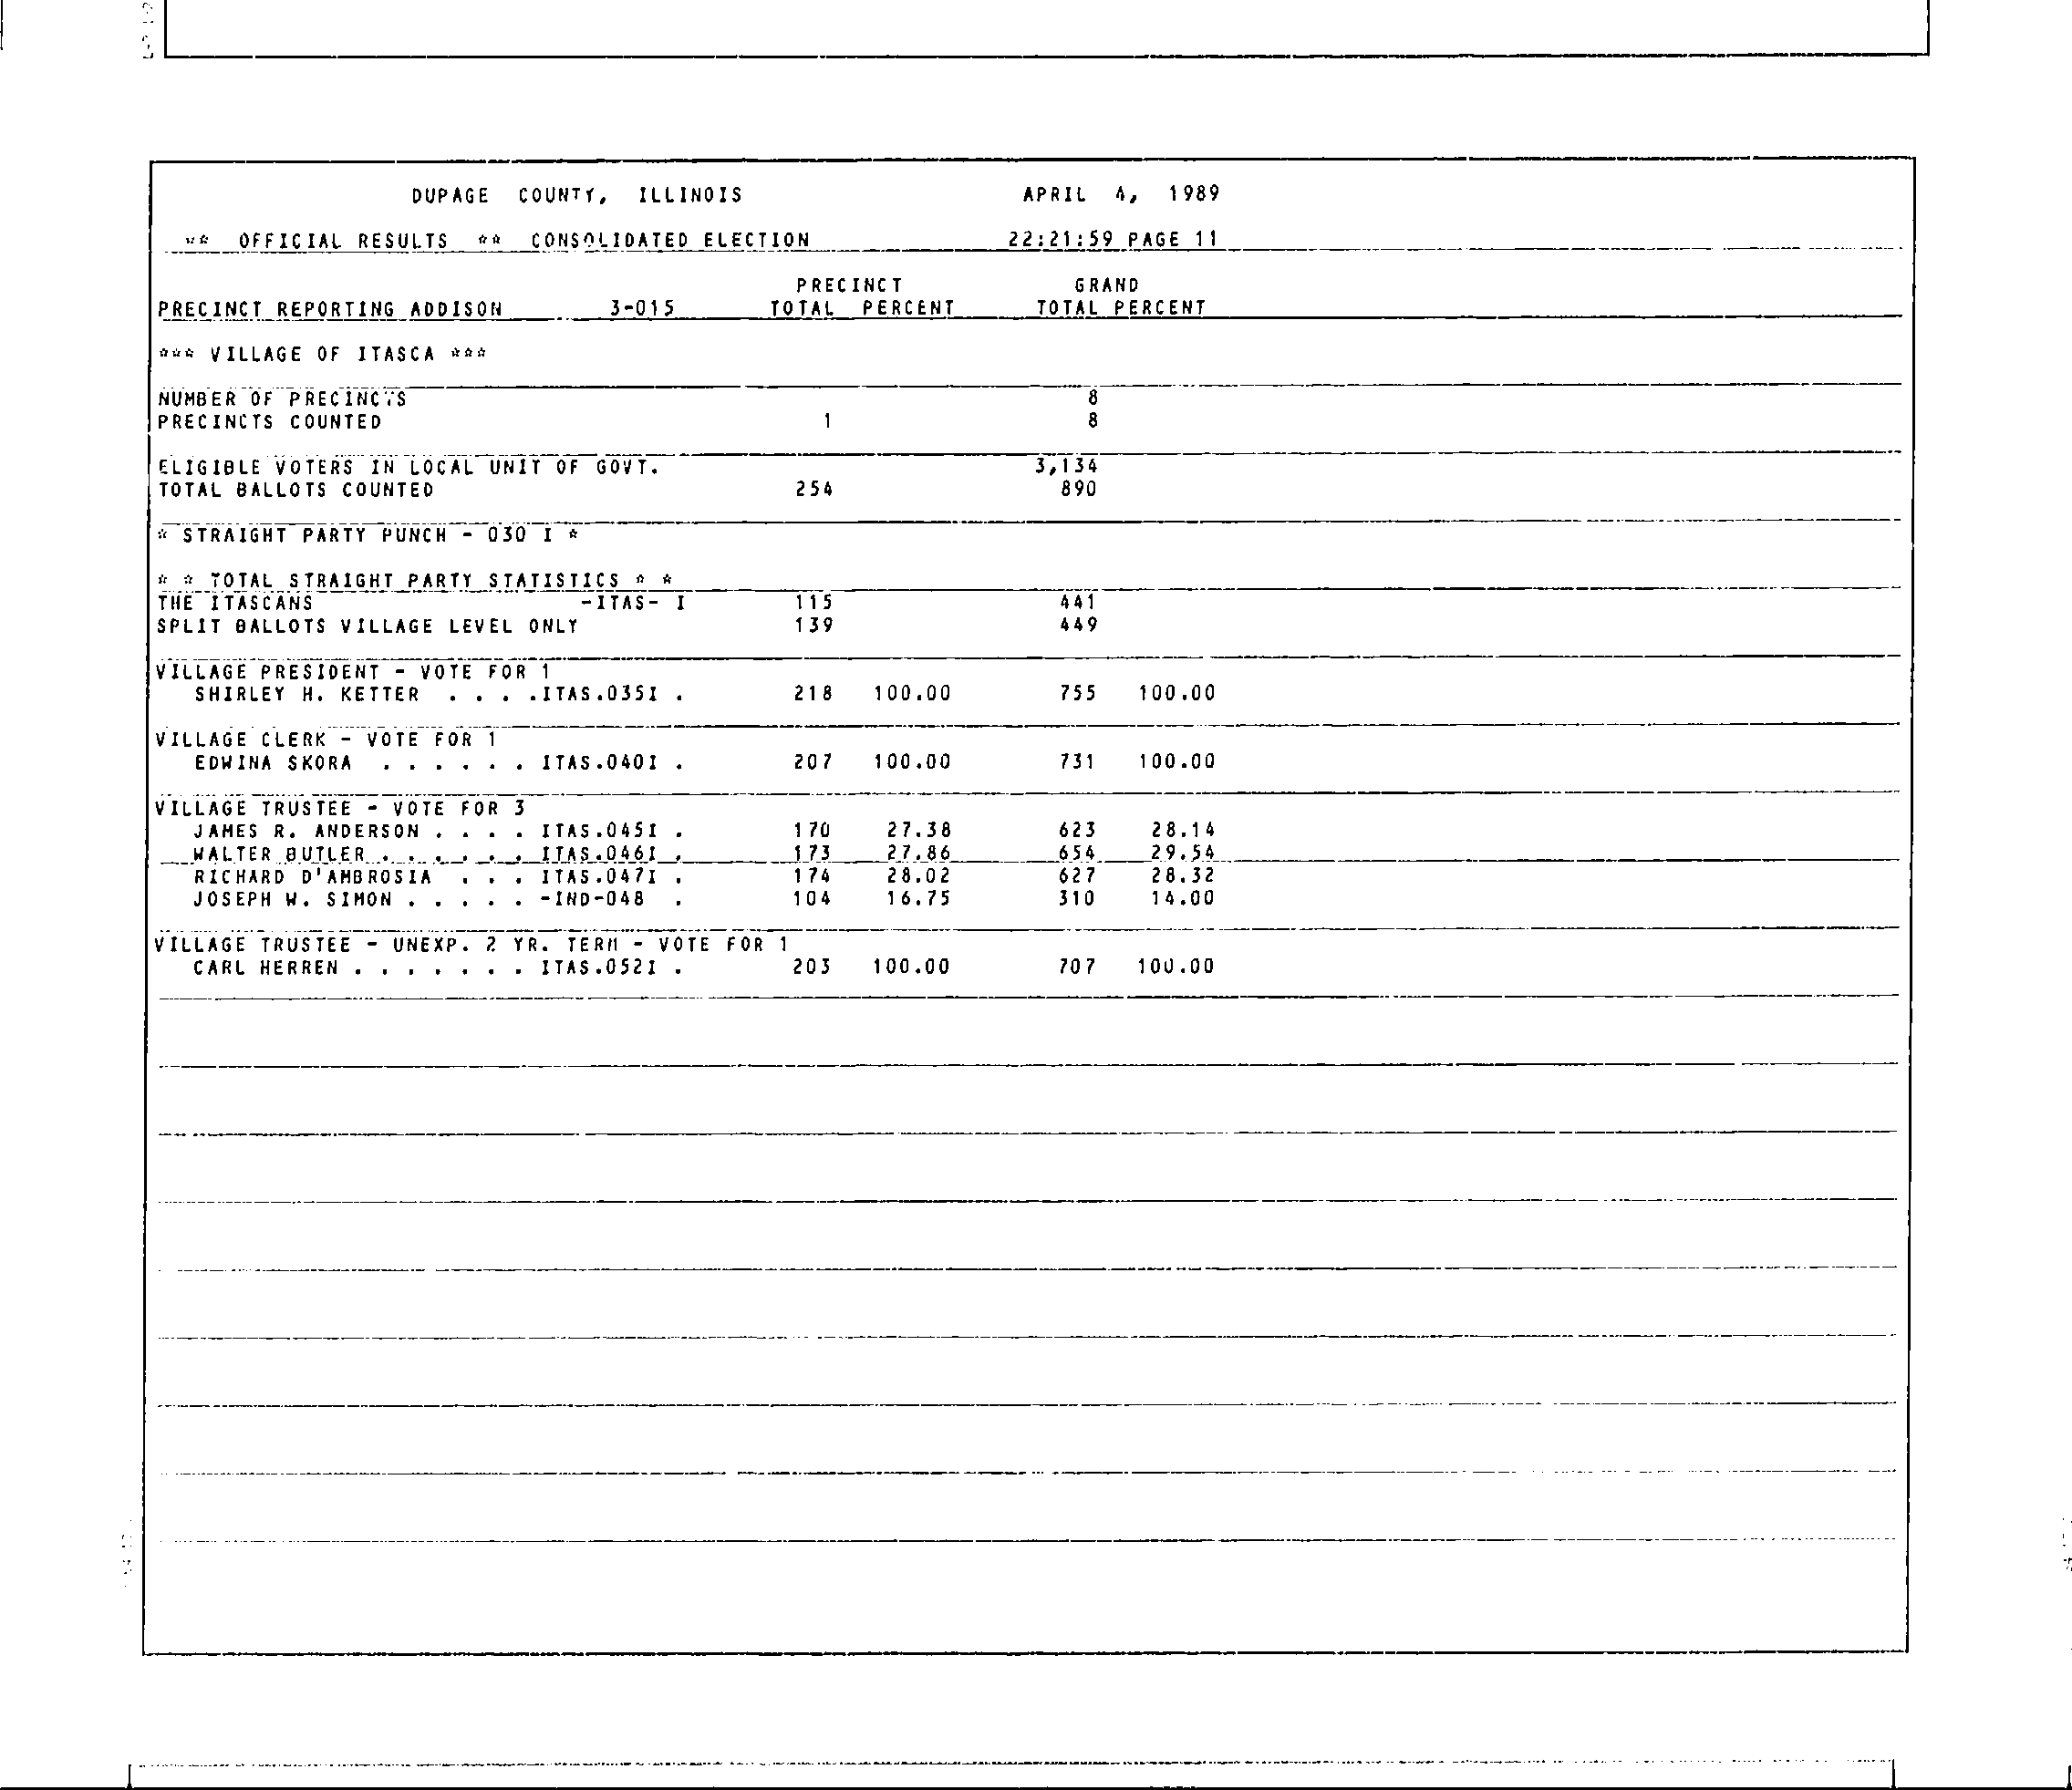 DUPAGE COUNTY, ILLINOIS APRIL 4, 1989
** OFFICIAL RESULTS ** CONSOLIDATED ELECTION 22:21:59 PAGE 11
PRECINCT GRAND
PRECINCT REPORTING ADDISON 3-015 TOTAL PERCENT TOTAL PERCENT
*** VILLAGE OF ITASCA ***
NUMBER OF PRECINCTS 8
PRECINCTS COUNTED 1 8
ELIGIBLE VOTERS IN LOCAL UNIT OF GOVT. 3,134
TOTAL BALLOTS COUNTED 254 890
* STRAIGHT PARTY PUNCH - 030 I *
* * TOTAL STRAIGHT PARTY STATISTICS * *
THE ITASCANS -ITAS- I 115 441
SPLIT BALLOTS VILLAGE LEVEL ONLY 139 449
VILLAGE PRESIDENT - VOTE FOR 1
SHIRLEY H. KETTER . . . .ITAS.035I . 218 100.00 755 100.00
VILLAGE CLERK - VOTE FOR 1
EDWINA SKORA . . . . . . ITAS.040I . 207 100.00 731 100.00
VILLAGE TRUSTEE - VOTE FOR 3
JAMES R. ANDERSON . . . . ITAS.045I . 170 27.38 623 28.14
WALTER BUTLER . . . . . . ITAS.046I . 173 27.86 654 29.54
RICHARD D'AMBROSIA . . . ITAS.047I . 174 28.02 627 28.32
JOSEPH W. SIMON . . . . . -IND-048 . 104 16.75 310 14.00
VILLAGE TRUSTEE - UNEXP. 2 YR. TERM - VOTE FOR 1
CARL HERREN . . . . . . . ITAS.052I . 203 100.00 707 100.00